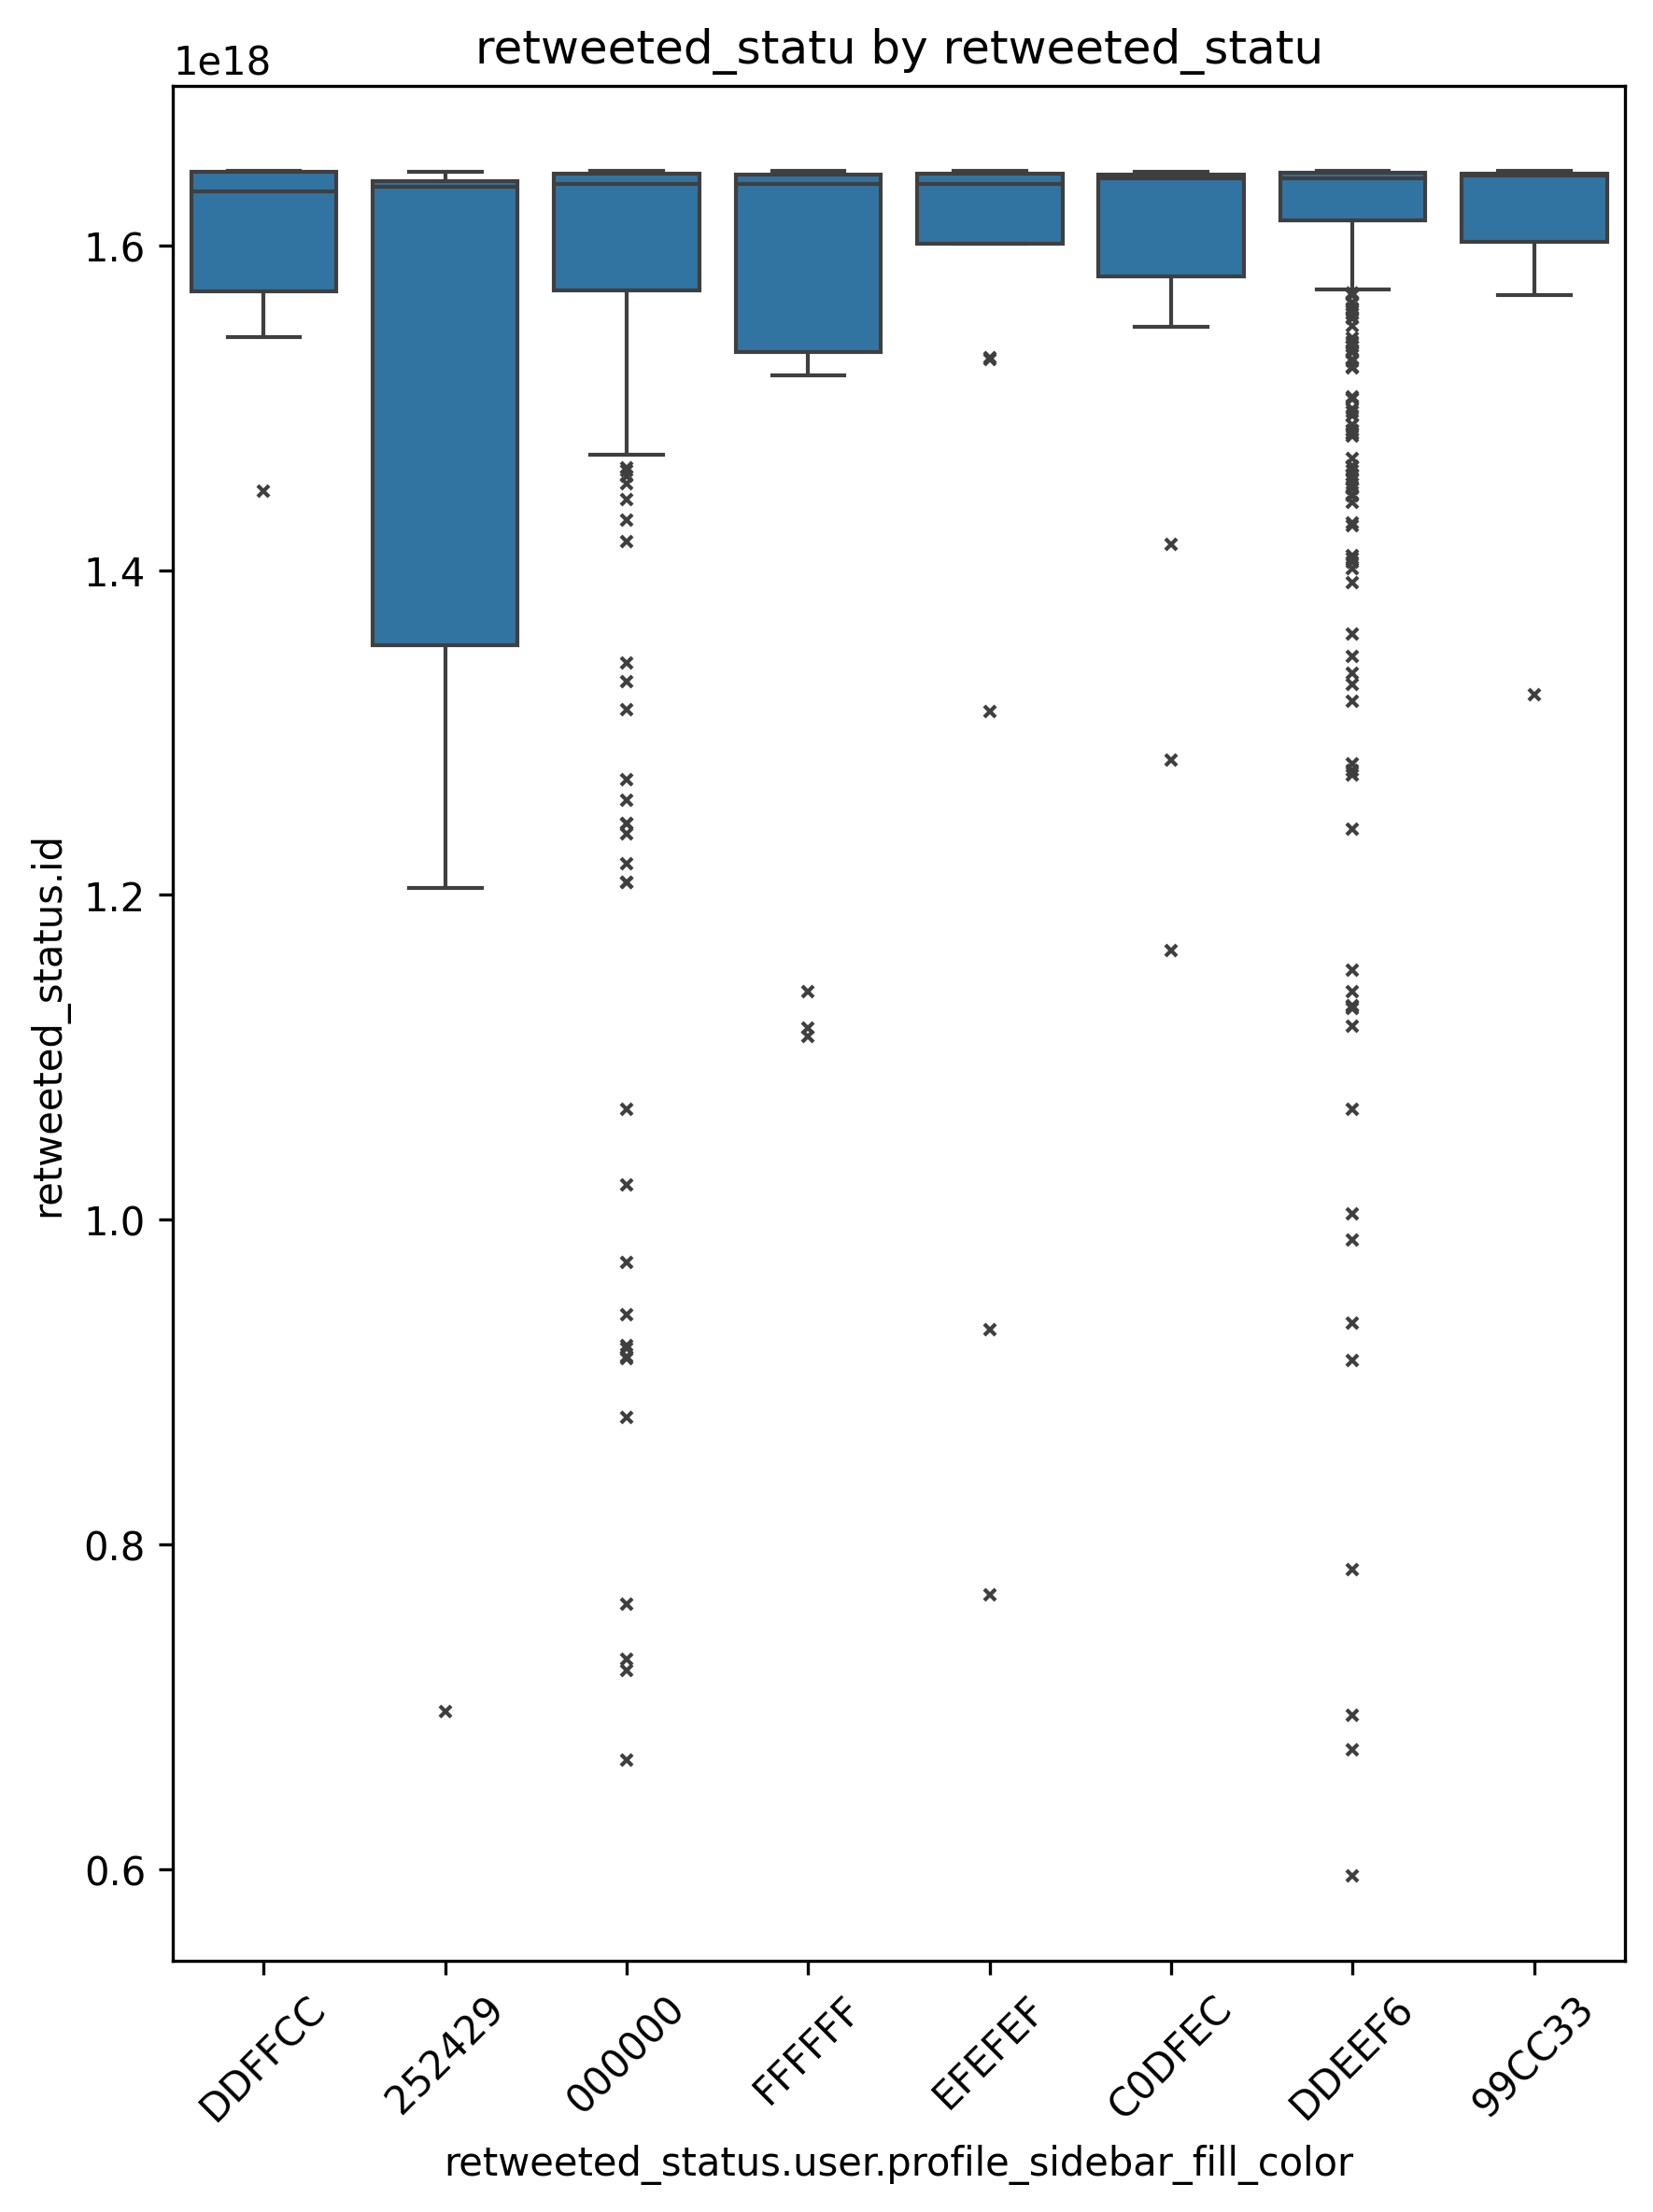 retweeted_statu by retweeted_statu
1e18
1.6
1.4
1.2
1.0
0.8
0.6
retweeted_status.id
DDFFCC
252429
000000
FFFFFF
EFEFEF
C0DFEC
DDEEF6
99CC33
retweeted_status.user.profile_sidebar_fill_color